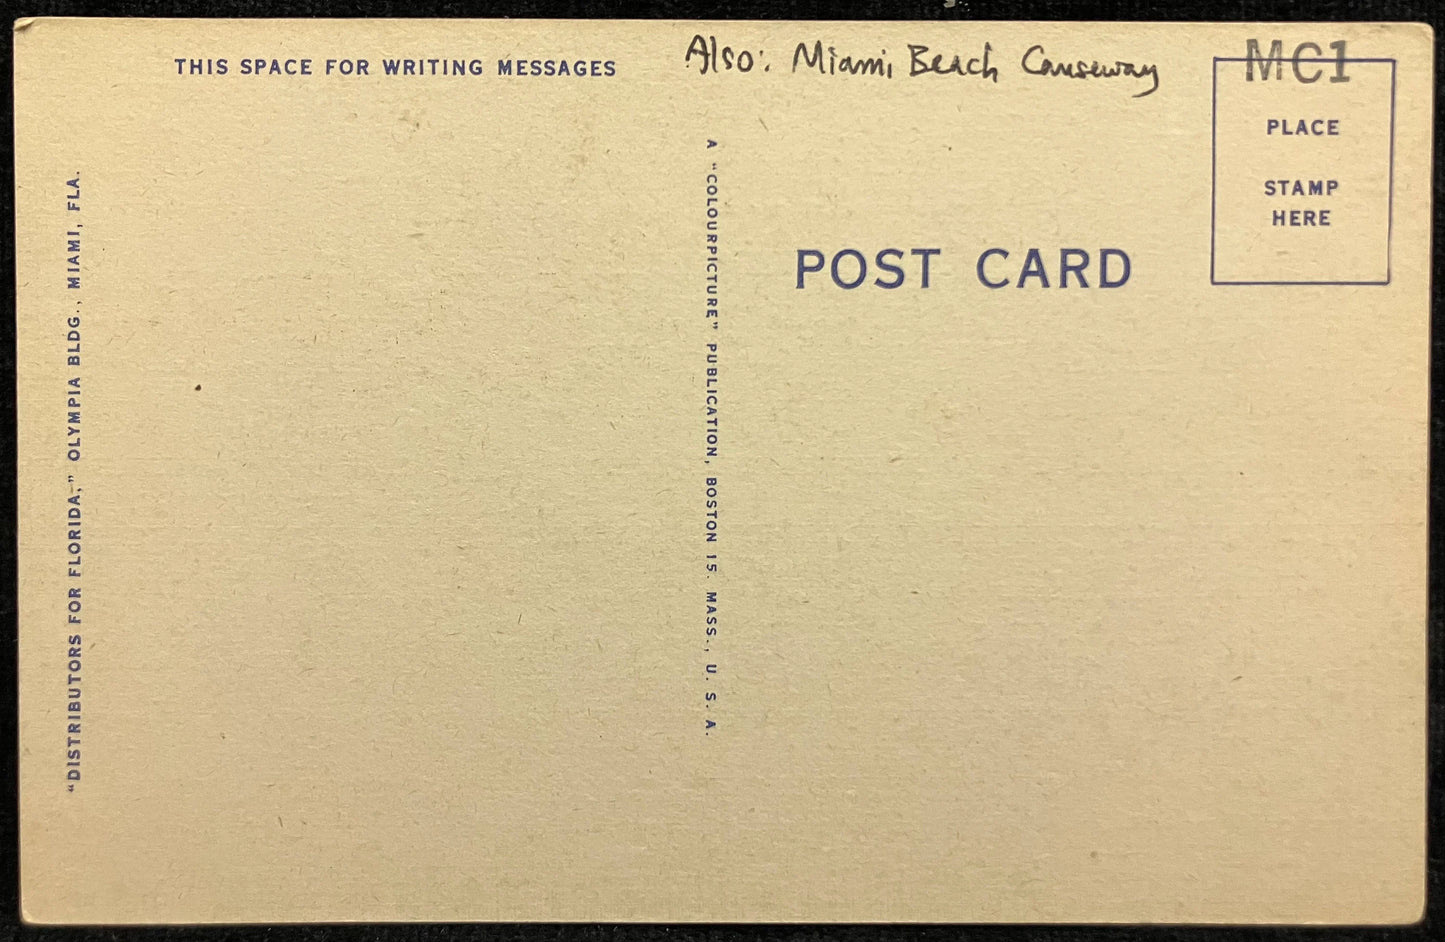 THIS SPACE FOR WRITING MESSAGES
Also: Miami Beach Causeway
MC1
PLACE
STAMP
HERE
POST CARD
"DISTRIBUTORS FOR FLORIDA," OLYMPIA BLDG., MIAMI, FLA.
A "COLOURPICTURE" PUBLICATION, BOSTON 15. MASS., U. S. A.